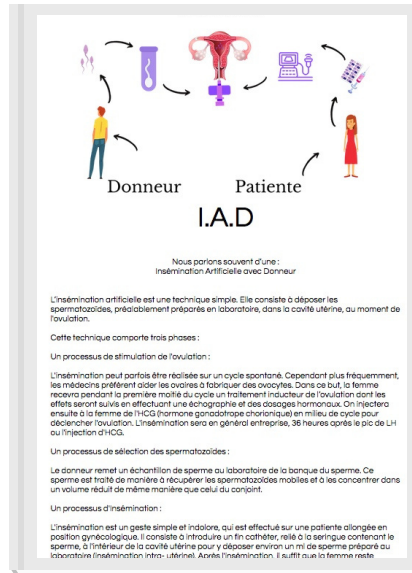 Donneur Patiente
I.A.D
Nous parlons souvent d'une :
Insémination Artificielle avec Donneur
L'insémination artificielle est une technique simple. Elle consiste à déposer les
spermatozoïdes, préalablement préparés en laboratoire, dans la cavité utérine, au moment de
l'ovulation.
Cette technique comporte trois phases :
Un processus de stimulation de l'ovulation :
L'insémination peut parfois être réalisée sur un cycle spontané. Cependant plus fréquemment,
les médecins préfèrent aider les ovaires à fabriquer des ovocytes. Dans ce but, la femme
recevra pendant la première moitié du cycle un traitement inducteur de l'ovulation dont les
effets seront suivis en effectuant une échographie et des dosages hormonaux. On injectera
ensuite à la femme de l'HCG (hormone gonadotrope chorionique) en milieu de cycle pour
déclencher l'ovulation. L'insémination sera en général entreprise, 36 heures après le pic de LH
ou l'injection d'HCG.
Un processus de sélection des spermatozoïdes :
Le donneur remet un échantillon de sperme au laboratoire de la banque du sperme. Ce
sperme est traité de manière à récupérer les spermatozoïdes mobiles et à les concentrer dans
un volume réduit de même manière que celui du conjoint.
Un processus d'Insémination :
L'insémination est un geste simple et indolore, qui est effectué sur une patiente allongée en
position gynécologique. Il consiste à introduire un fin cathéter, relié à la seringue contenant le
sperme, à l'intérieur de la cavité utérine pour y déposer environ un ml de sperme préparé au
laboratoire (insémination intra- utérine). Après l'insémination, il suffit que la femme reste